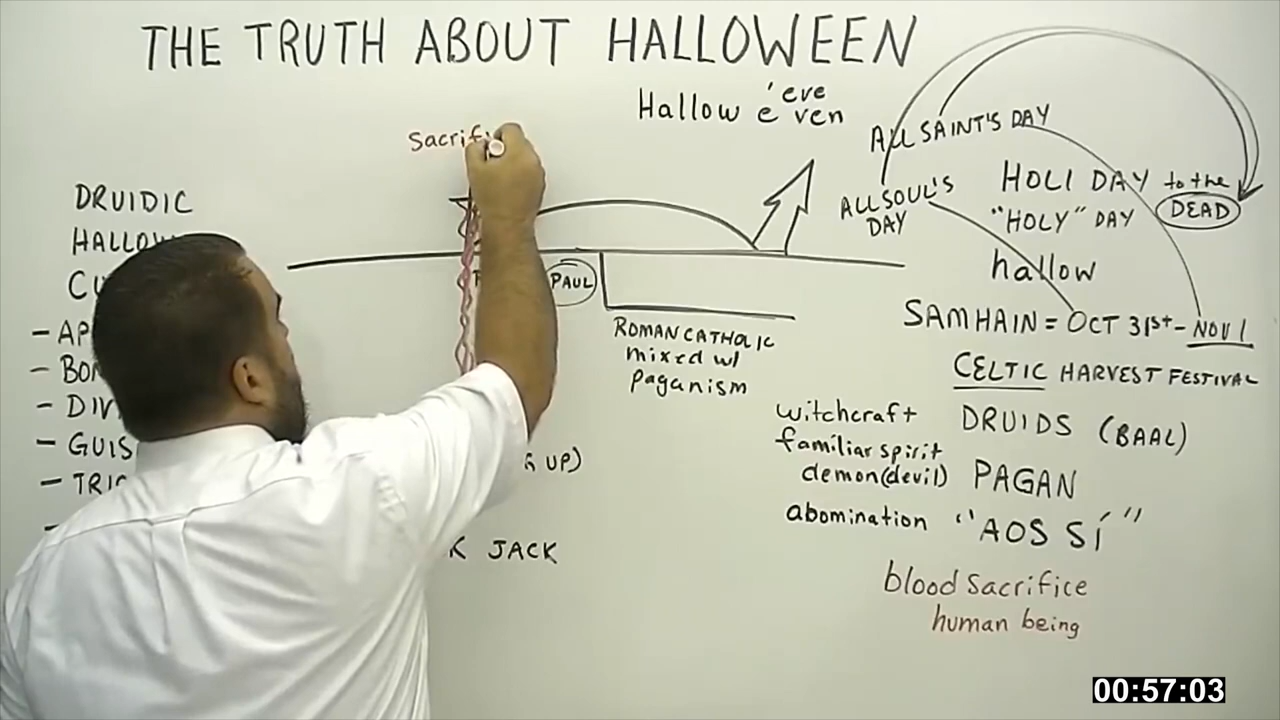 THE TRUTH ABOUT HALLOWEEN
Hallow e'eve
'ven
Sacrifi
DRUIDIC
ALL SAINT'S DAY
ALL SOUL'S
DAY
HOLI DAY to the
DEAD
"HOLY" DAY
hallow
PAUL
ROMAN CATHOLIC
mixed w/
paganism
SAMHAIN = OCT 31st - NOV 1
CELTIC HARVEST FESTIVAL
witchcraft
familiar spirit
demon(devil)
abomination
DRUIDS (BAAL)
PAGAN
"AOS SÍ"
blood Sacrifice
human being
UP)
JACK
00:57:03